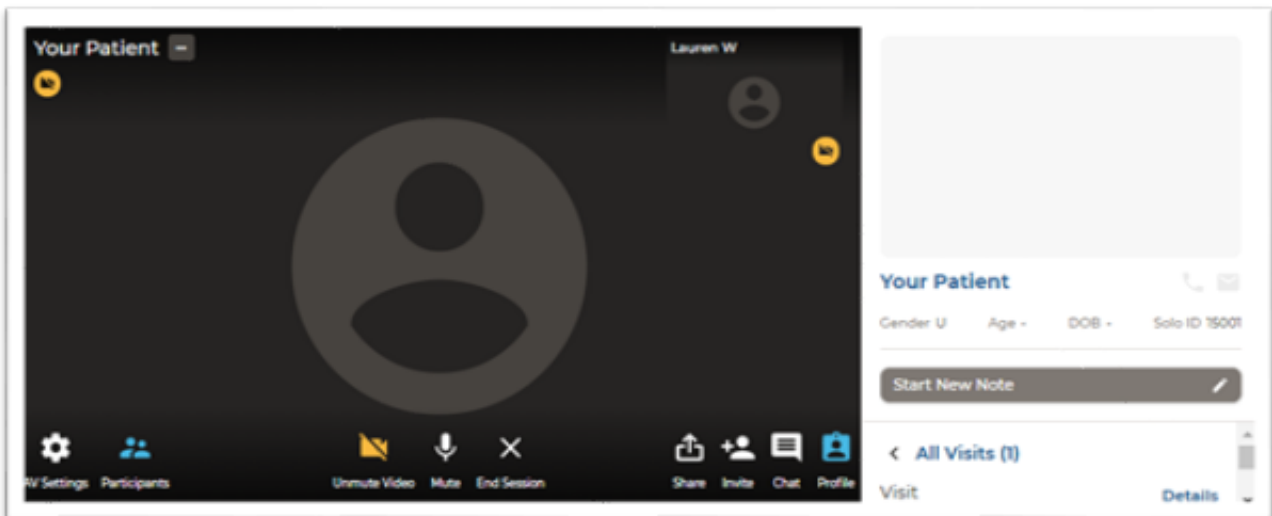 Your Patient
Lauren W
AV Settings
Participants
Unmute Video
Mute
End Session
Share
Invite
Chat
Profile
Your Patient
Gender U Age - DOB - Solo ID 15001
Start New Note
< All Visits (1)
Visit Details